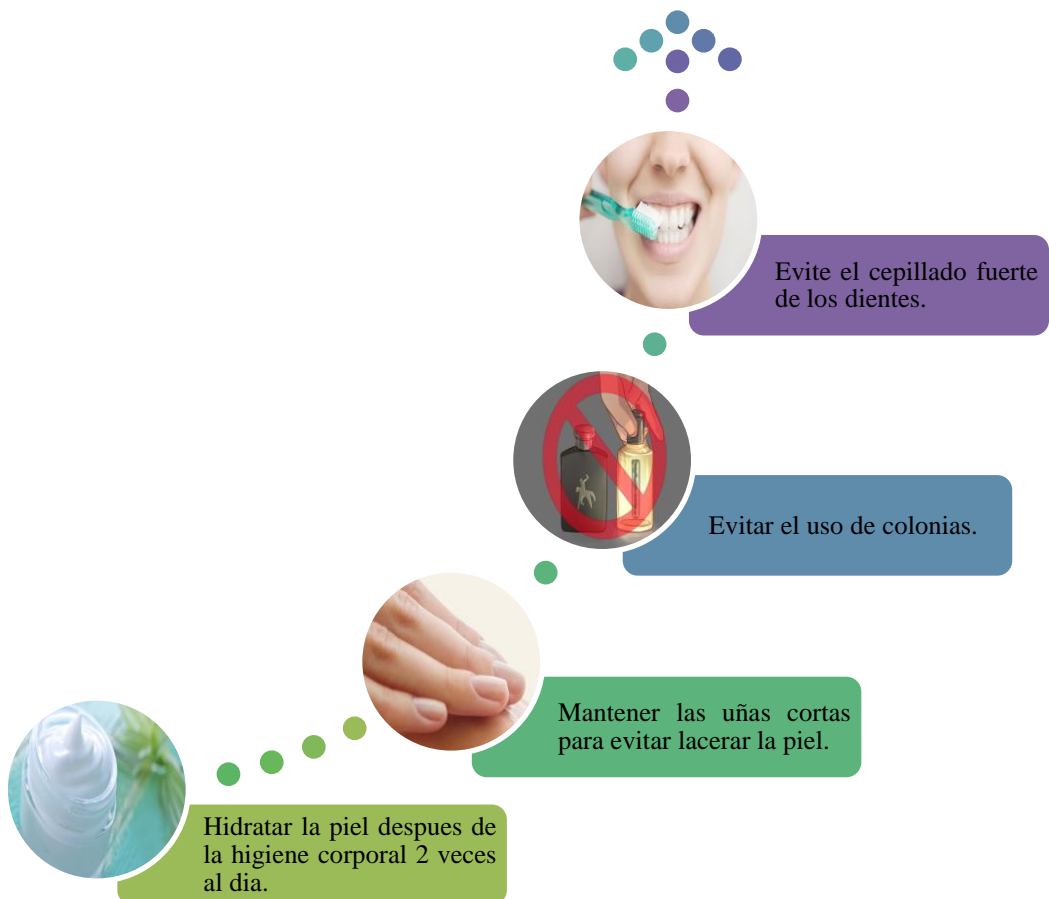 Evite el cepillado fuerte
de los dientes.
Evitar el uso de colonias.
Mantener las uñas cortas
para evitar lacerar la piel.
Hidratar la piel despues de
la higiene corporal 2 veces
al dia.